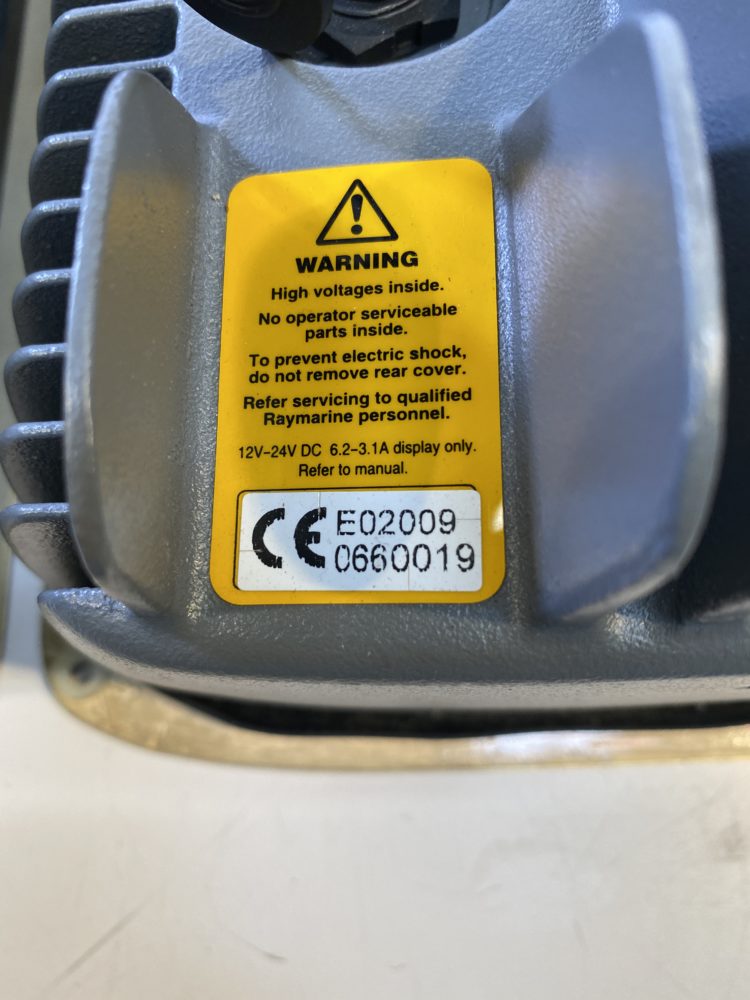 WARNING
High voltages inside.
No operator serviceable
parts inside.
To prevent electric shock,
do not remove rear cover.
Refer servicing to qualified
Raymarine personnel.
12V–24V DC 6.2–3.1A display only.
Refer to manual.
CE E02009
0660019